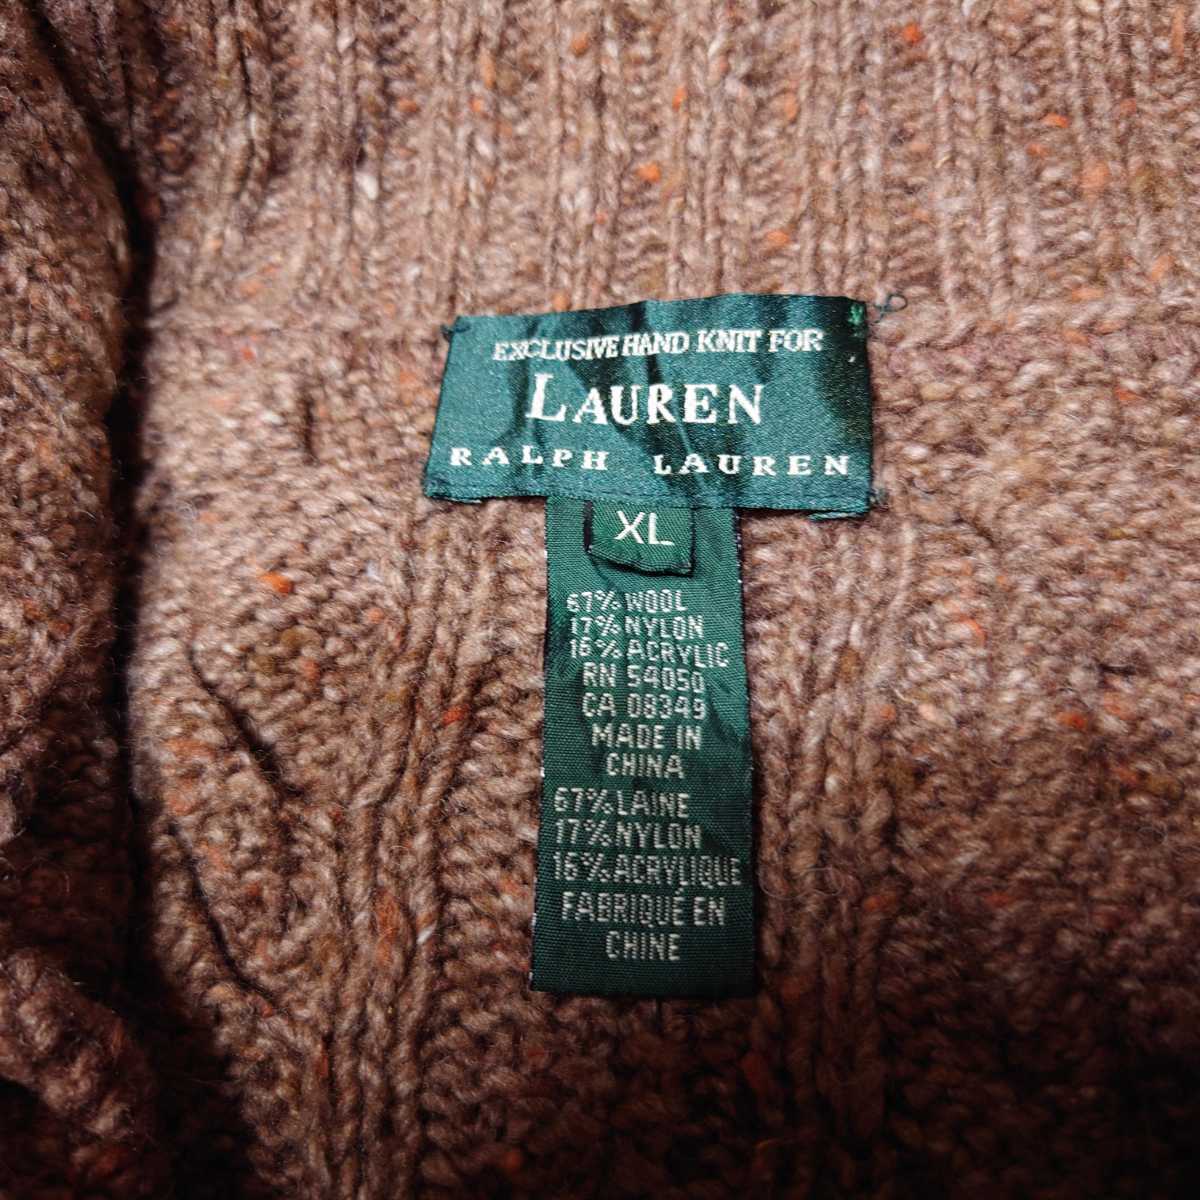 EXCLUSIVE HAND KNIT FOR
LAUREN
RALPH LAUREN
XL
67% WOOL
17% NYLON
16% ACRYLIC
RN 54050
CA 08349
MADE IN
CHINA
67% LAINE
17% NYLON
16% ACRYLIQUE
FABRIQUÉ EN
CHINE